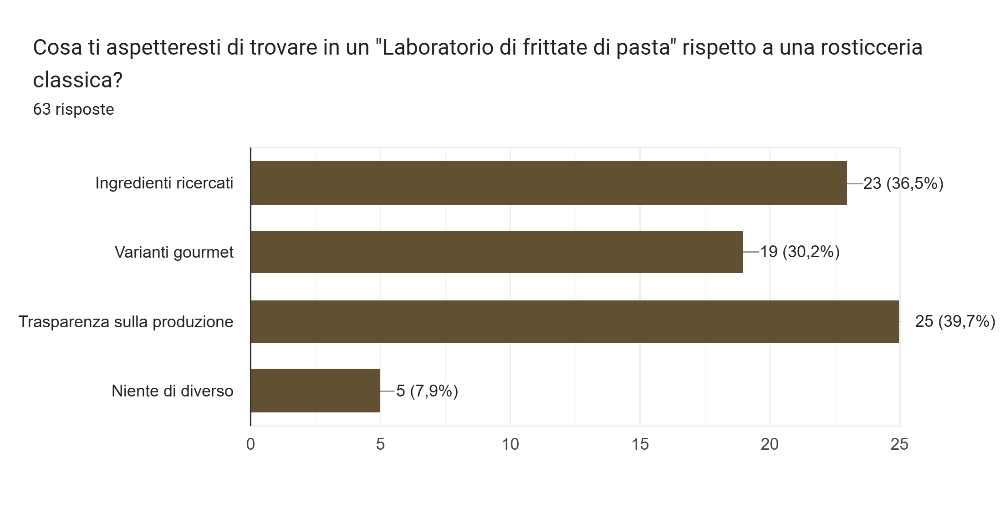 Cosa ti aspetteresti di trovare in un "Laboratorio di frittate di pasta" rispetto a una rosticceria
classica?
63 risposte
Ingredienti ricercati
23 (36,5%)
Varianti gourmet
19 (30,2%)
Trasparenza sulla produzione
25 (39,7%)
Niente di diverso
5 (7,9%)
0 5 10 15 20 25